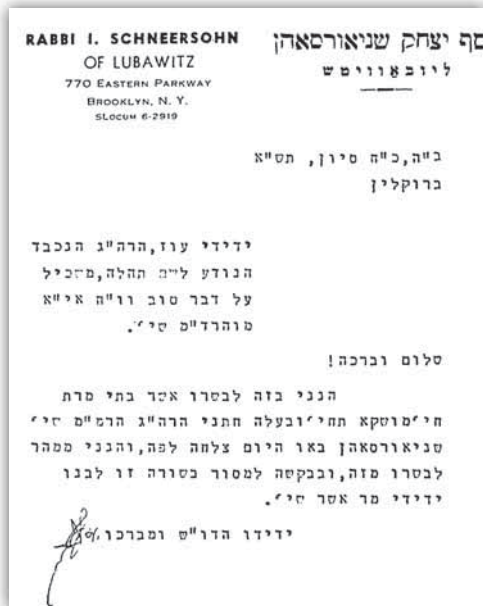 RABBI I. SCHNEERSOHN
OF LUBAWITZ
770 EASTERN PARKWAY
BROOKLYN, N. Y.
SLOCUM 6-2919
סף יצחק שניאורסאהן
ליובאוויטש
ב"ה, כ"ח סיון, תש"א
ברוקלין
ידידי עוז, הרה"ג הנכבד
הנודע לשם תהלה, משכיל
על דבר טוב וו"ח אי"א
מוהרד"מ שי'.
שלום וברכה!
הנני בזה לבשרו אשר בתי מרת
חי' מושקא תחי' ובעלה חתני הרה"ג הרמ"מ שי'
שניאורסאהן באו היום צלחה לפה, והנני ממהר
לבשרו מזה, ובבקשה למסור בשורה זו לבנו
ידידי מר אשר שי'.
ידידו הדו"ש ומברכו,